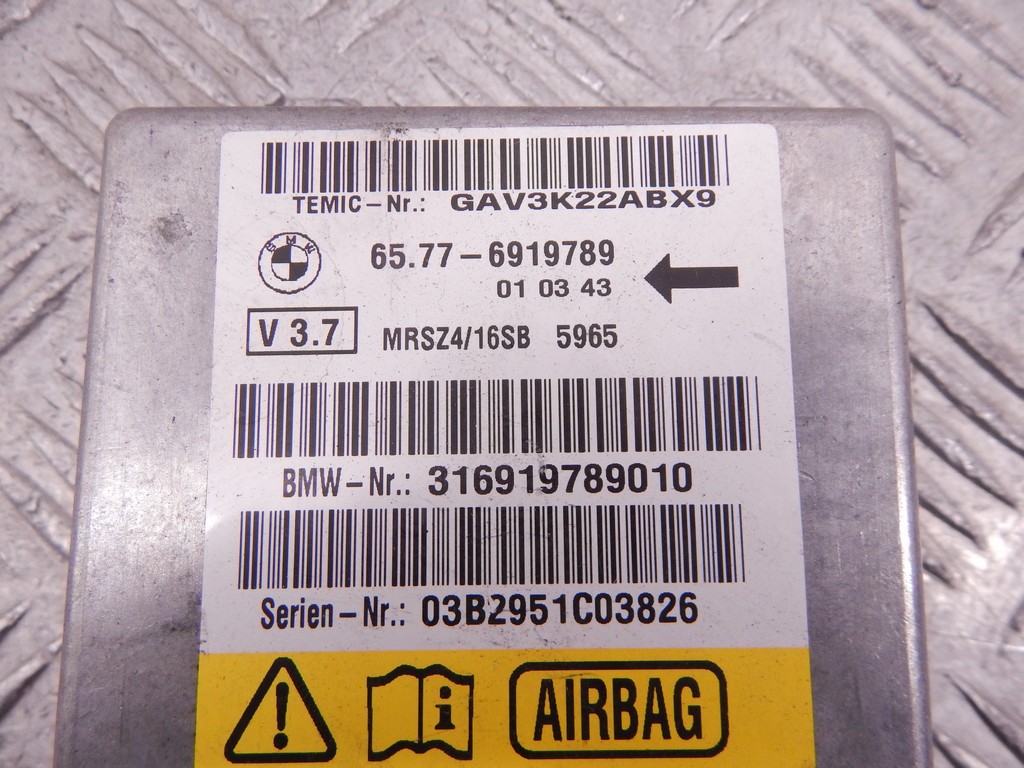 TEMIC-Nr.: GAV3K22ABX9
BMW
65.77-6919789
01 03 43
V 3.7 MRSZ4/16SB 5965
BMW-Nr.: 316919789010
Serien-Nr.: 03B2951C03826
! i AIRBAG